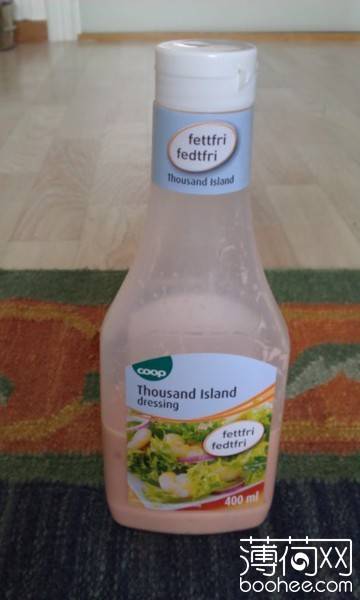 fettfri
fedtfri
Thousand Island
coop
Thousand Island
dressing
fettfri
fedtfri
400 ml
薄荷网
boohee.com